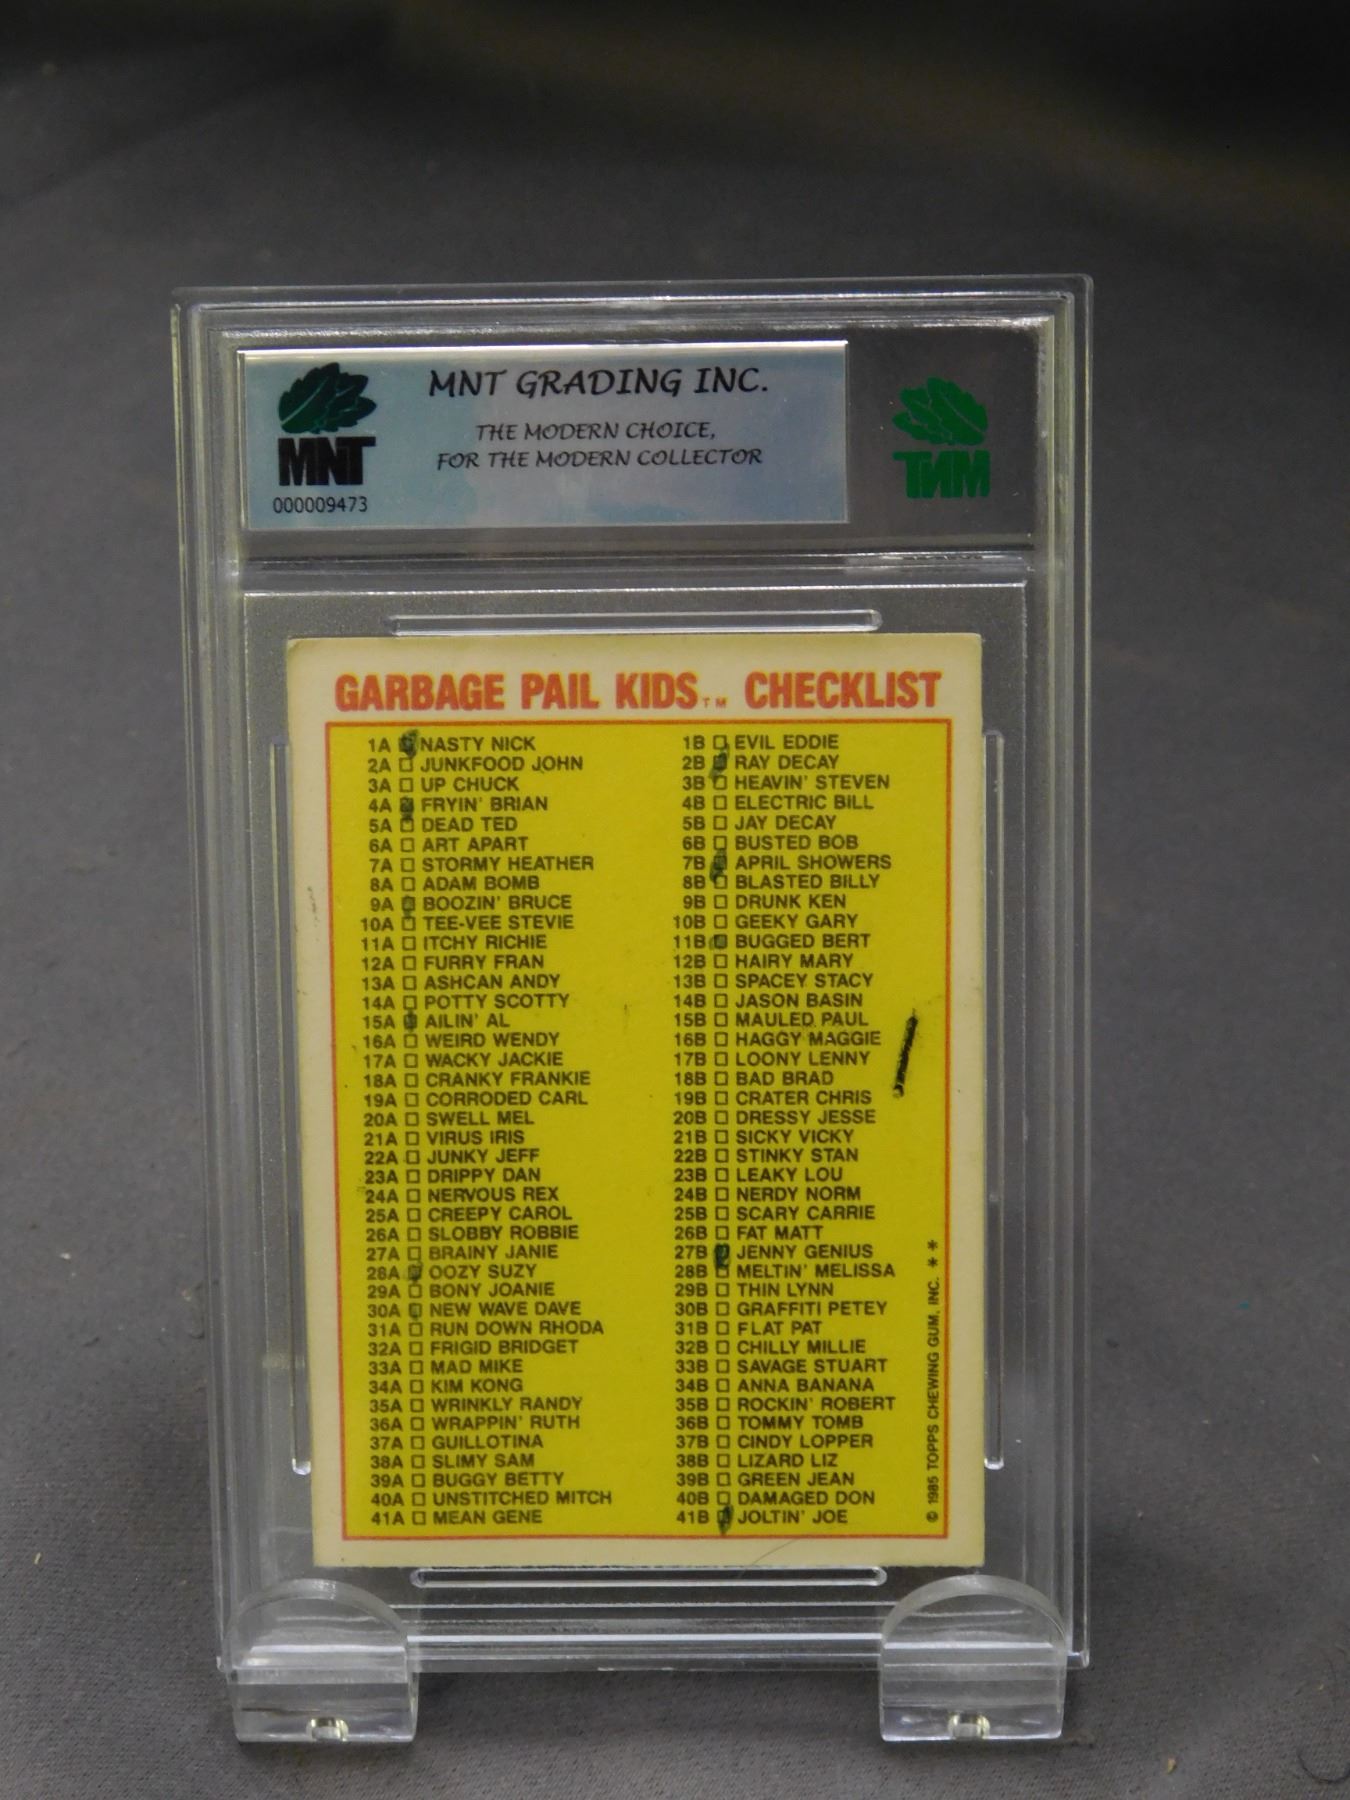 MNT GRADING INC.
THE MODERN CHOICE,
FOR THE MODERN COLLECTOR
MNT
000009473
MNT
GARBAGE PAIL KIDS™ CHECKLIST
1A NASTY NICK
2A JUNKFOOD JOHN
3A UP CHUCK
4A FRYIN' BRIAN
5A DEAD TED
6A ART APART
7A STORMY HEATHER
8A ADAM BOMB
9A BOOZIN' BRUCE
10A TEE-VEE STEVIE
11A ITCHY RICHIE
12A FURRY FRAN
13A ASHCAN ANDY
14A POTTY SCOTTY
15A AILIN' AL
16A WEIRD WENDY
17A WACKY JACKIE
18A CRANKY FRANKIE
19A CORRODED CARL
20A SWELL MEL
21A VIRUS IRIS
22A JUNKY JEFF
23A DRIPPY DAN
24A NERVOUS REX
25A CREEPY CAROL
26A SLOBBY ROBBIE
27A BRAINY JANIE
28A OOZY SUZY
29A BONY JOANIE
30A NEW WAVE DAVE
31A RUN DOWN RHODA
32A FRIGID BRIDGET
33A MAD MIKE
34A KIM KONG
35A WRINKLY RANDY
36A WRAPPIN' RUTH
37A GUILLOTINA
38A SLIMY SAM
39A BUGGY BETTY
40A UNSTITCHED MITCH
41A MEAN GENE
1B EVIL EDDIE
2B RAY DECAY
3B HEAVIN' STEVEN
4B ELECTRIC BILL
5B JAY DECAY
6B BUSTED BOB
7B APRIL SHOWERS
8B BLASTED BILLY
9B DRUNK KEN
10B GEEKY GARY
11B BUGGED BERT
12B HAIRY MARY
13B SPACEY STACY
14B JASON BASIN
15B MAULED PAUL
16B HAGGY MAGGIE
17B LOONY LENNY
18B BAD BRAD
19B CRATER CHRIS
20B DRESSY JESSE
21B SICKY VICKY
22B STINKY STAN
23B LEAKY LOU
24B NERDY NORM
25B SCARY CARRIE
26B FAT MATT
27B JENNY GENIUS
28B MELTIN' MELISSA
29B THIN LYNN
30B GRAFFITI PETEY
31B FLAT PAT
32B CHILLY MILLIE
33B SAVAGE STUART
34B ANNA BANANA
35B ROCKIN' ROBERT
36B TOMMY TOMB
37B CINDY LOPPER
38B LIZARD LIZ
39B GREEN JEAN
40B DAMAGED DON
41B JOLTIN' JOE
© 1985 TOPPS CHEWING GUM, INC. **